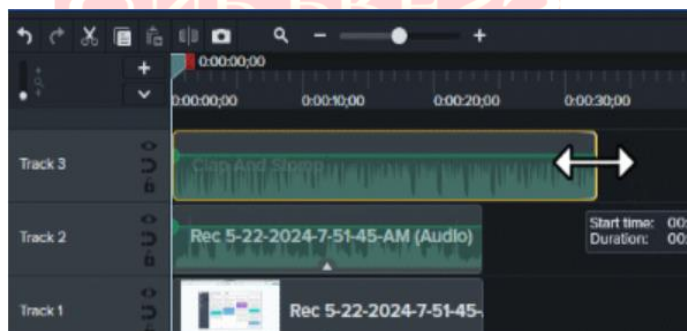 0:00:00;00
0:00:00;00 0:00:10;00 0:00:20;00 0:00:30;00
Track 3
Clap And Stomp
Track 2
Rec 5-22-2024-7-51-45-AM (Audio)
Start time: 00:
Duration: 00:
Track 1
Rec 5-22-2024-7-51-45-